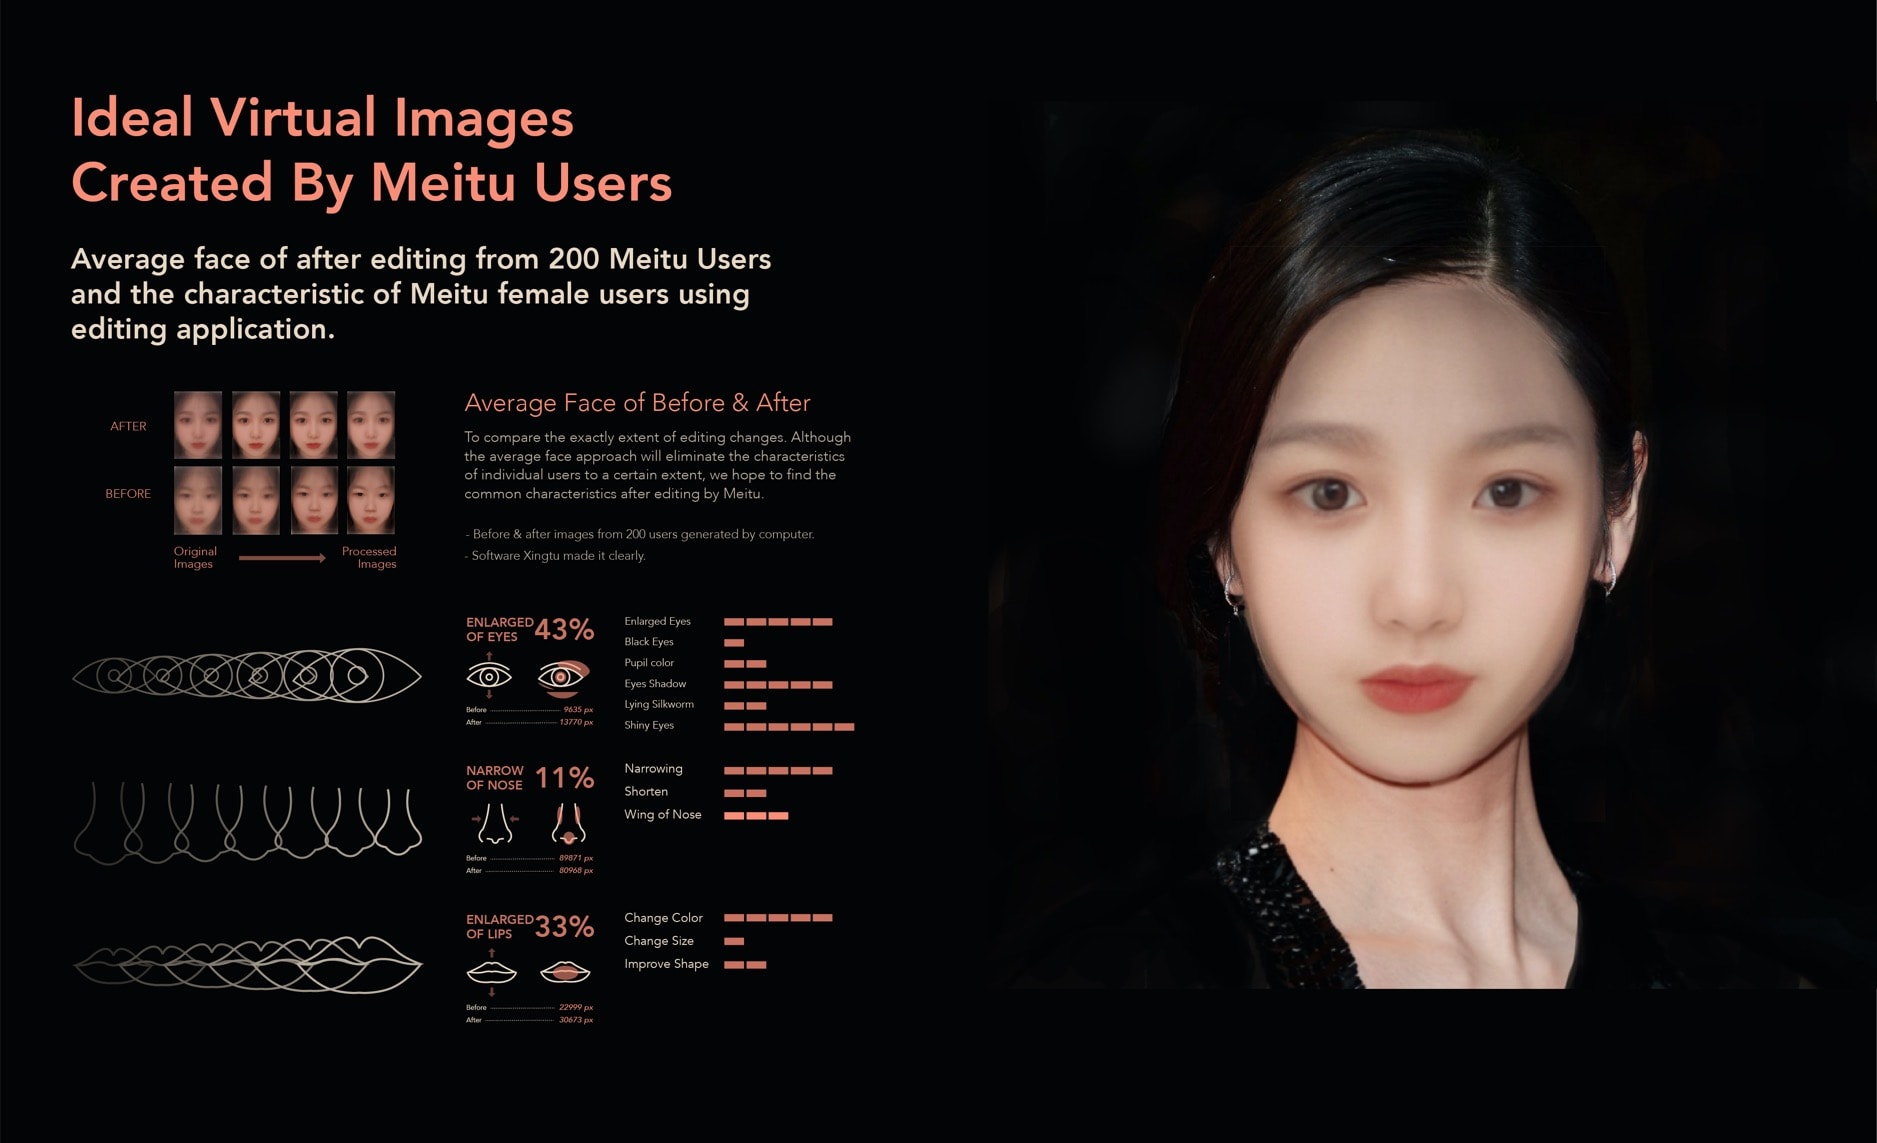 Ideal Virtual Images
Created By Meitu Users
Average face of after editing from 200 Meitu Users
and the characteristic of Meitu female users using
editing application.
AFTER
BEFORE
Original
Images
Processed
Images
Average Face of Before & After
To compare the exactly extent of editing changes. Although
the average face approach will eliminate the characteristics
of individual users to a certain extent, we hope to find the
common characteristics after editing by Meitu.
- Before & after images from 200 users generated by computer.
- Software Xingtu made it clearly.
ENLARGED
OF EYES
43%
Before 9635 px
After 13770 px
Enlarged Eyes
Black Eyes
Pupil color
Eyes Shadow
Lying Silkworm
Shiny Eyes
NARROW
OF NOSE
11%
Before 89871 px
After 80968 px
Narrowing
Shorten
Wing of Nose
ENLARGED
OF LIPS
33%
Before 22999 px
After 30673 px
Change Color
Change Size
Improve Shape